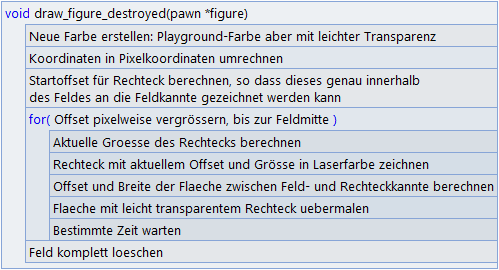 void draw_figure_destroyed(pawn *figure)
Neue Farbe erstellen: Playground-Farbe aber mit leichter Transparenz
Koordinaten in Pixelkoordinaten umrechnen
Startoffset für Rechteck berechnen, so dass dieses genau innerhalb
des Feldes an die Feldkannte gezeichnet werden kann
for( Offset pixelweise vergrössern, bis zur Feldmitte )
Aktuelle Groesse des Rechtecks berechnen
Rechteck mit aktuellem Offset und Grösse in Laserfarbe zeichnen
Offset und Breite der Flaeche zwischen Feld- und Rechteckkannte berechnen
Flaeche mit leicht transparentem Rechteck uebermalen
Bestimmte Zeit warten
Feld komplett loeschen